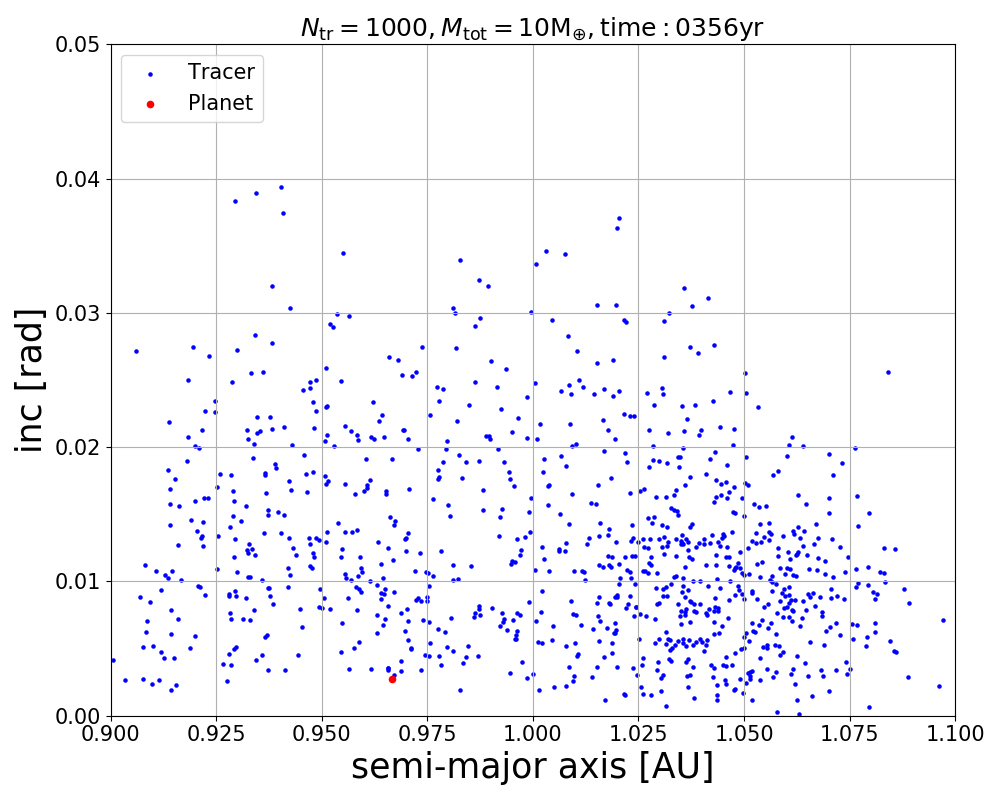 N_tr = 1000, M_tot = 10M_⊕, time : 0356yr
0.05
Tracer
Planet
0.04
0.03
0.02
0.01
0.00
inc [rad]
0.900 0.925 0.950 0.975 1.000 1.025 1.050 1.075 1.100
semi-major axis [AU]